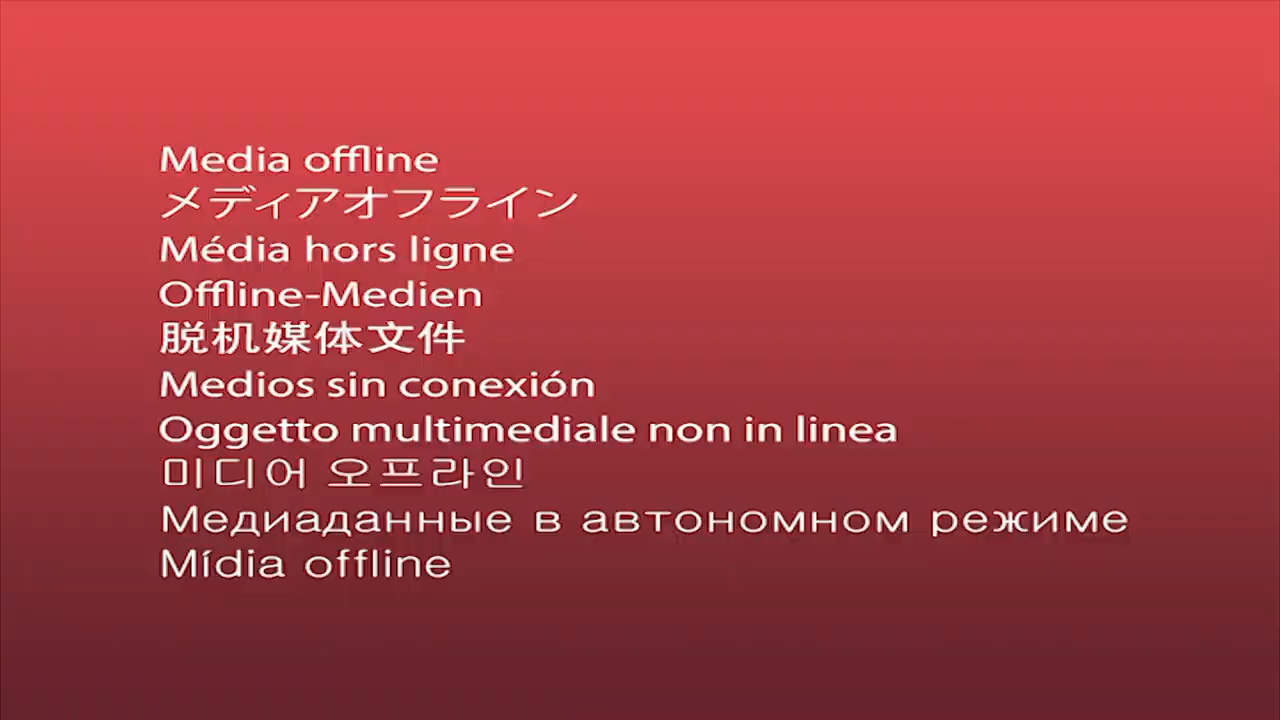 Media offline
メディアオフライン
Média hors ligne
Offline-Medien
脱机媒体文件
Medios sin conexión
Oggetto multimediale non in linea
미디어 오프라인
Медиаданные в автономном режиме
Mídia offline